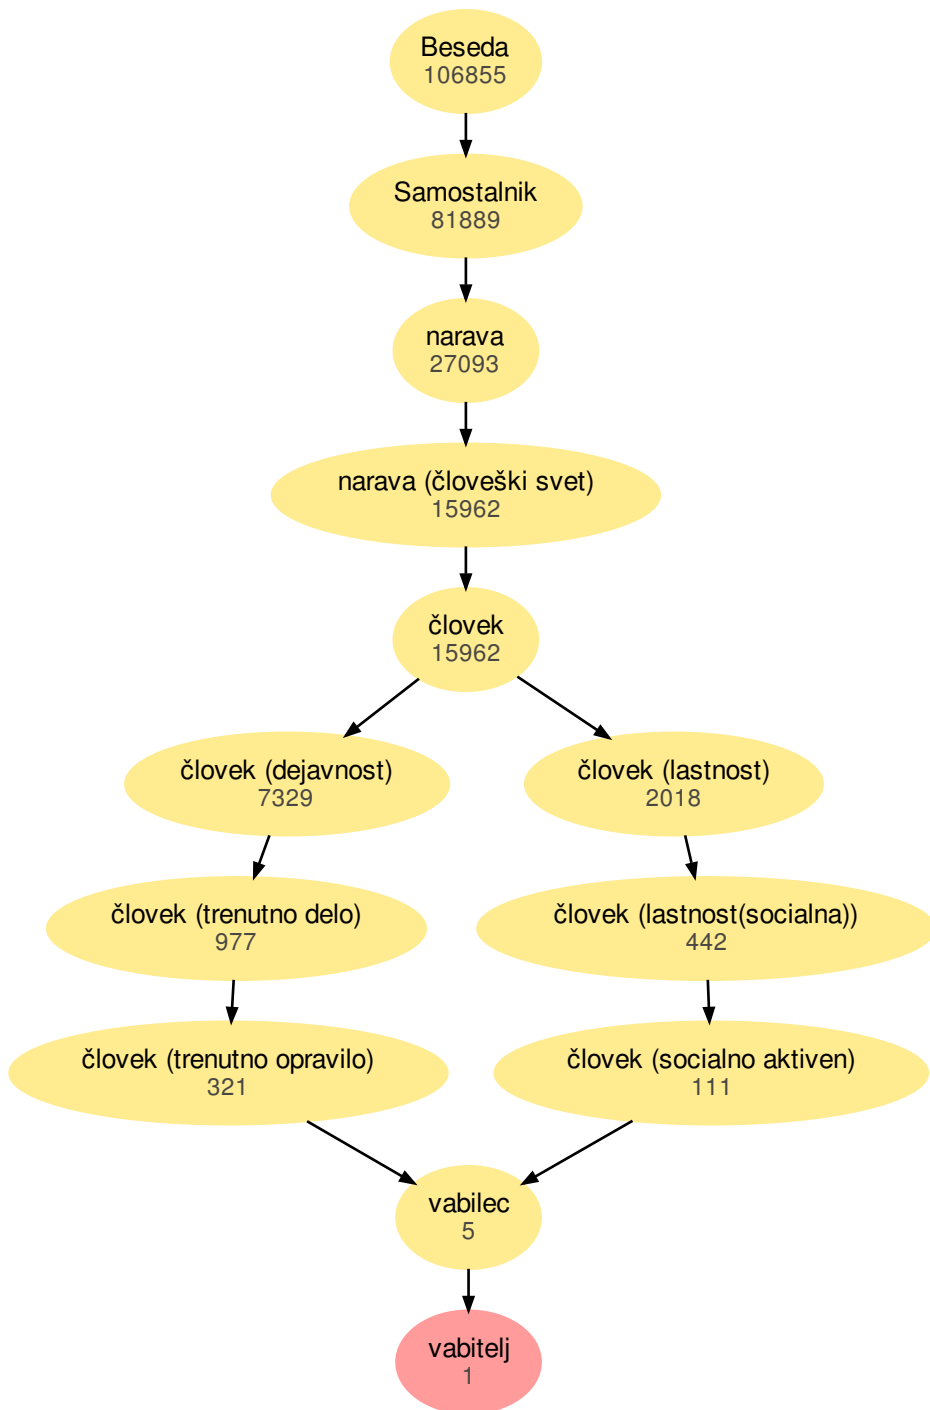 Beseda
106855
Samostalnik
81889
narava
27093
narava (človeški svet)
15962
človek
15962
človek (dejavnost)
7329
človek (lastnost)
2018
človek (trenutno delo)
977
človek (lastnost(socialna))
442
človek (trenutno opravilo)
321
človek (socialno aktiven)
111
vabilec
5
vabitelj
1